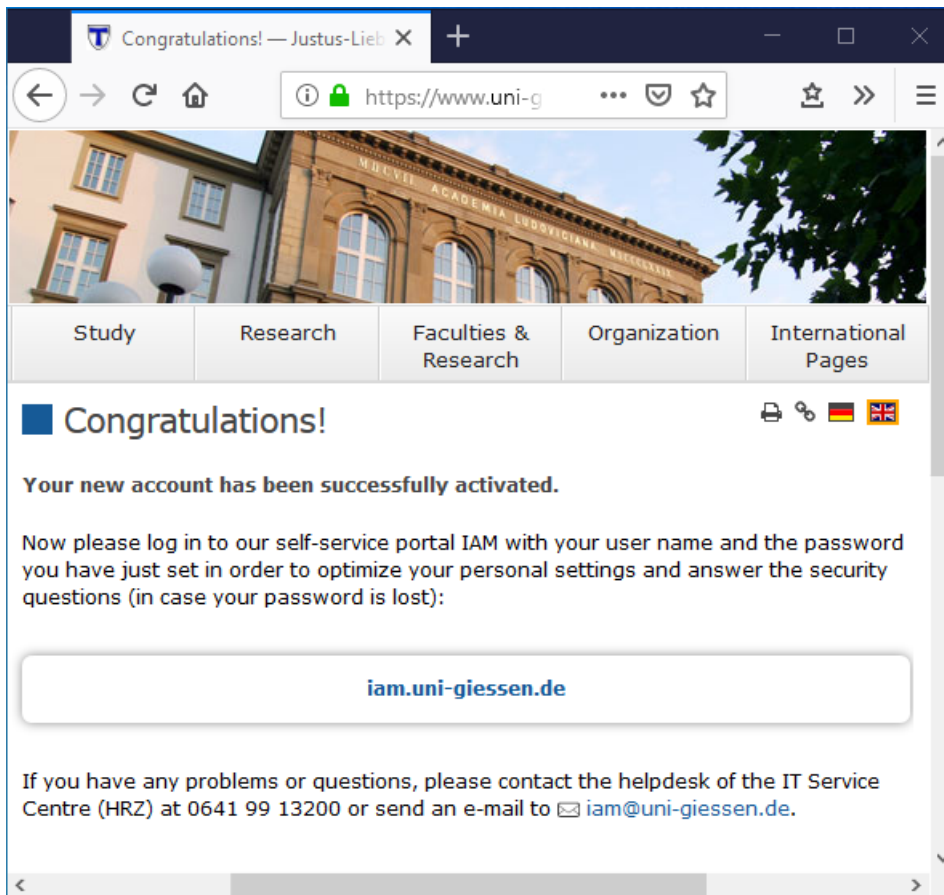 Congratulations! — Justus-Lieb
https://www.uni-g
MDCVII ACADEMIA LUDOVICIANA MDCCCLXXIX
Study
Research
Faculties &
Research
Organization
International
Pages
Congratulations!
Your new account has been successfully activated.
Now please log in to our self-service portal IAM with your user name and the password
you have just set in order to optimize your personal settings and answer the security
questions (in case your password is lost):
iam.uni-giessen.de
If you have any problems or questions, please contact the helpdesk of the IT Service
Centre (HRZ) at 0641 99 13200 or send an e-mail to iam@uni-giessen.de.